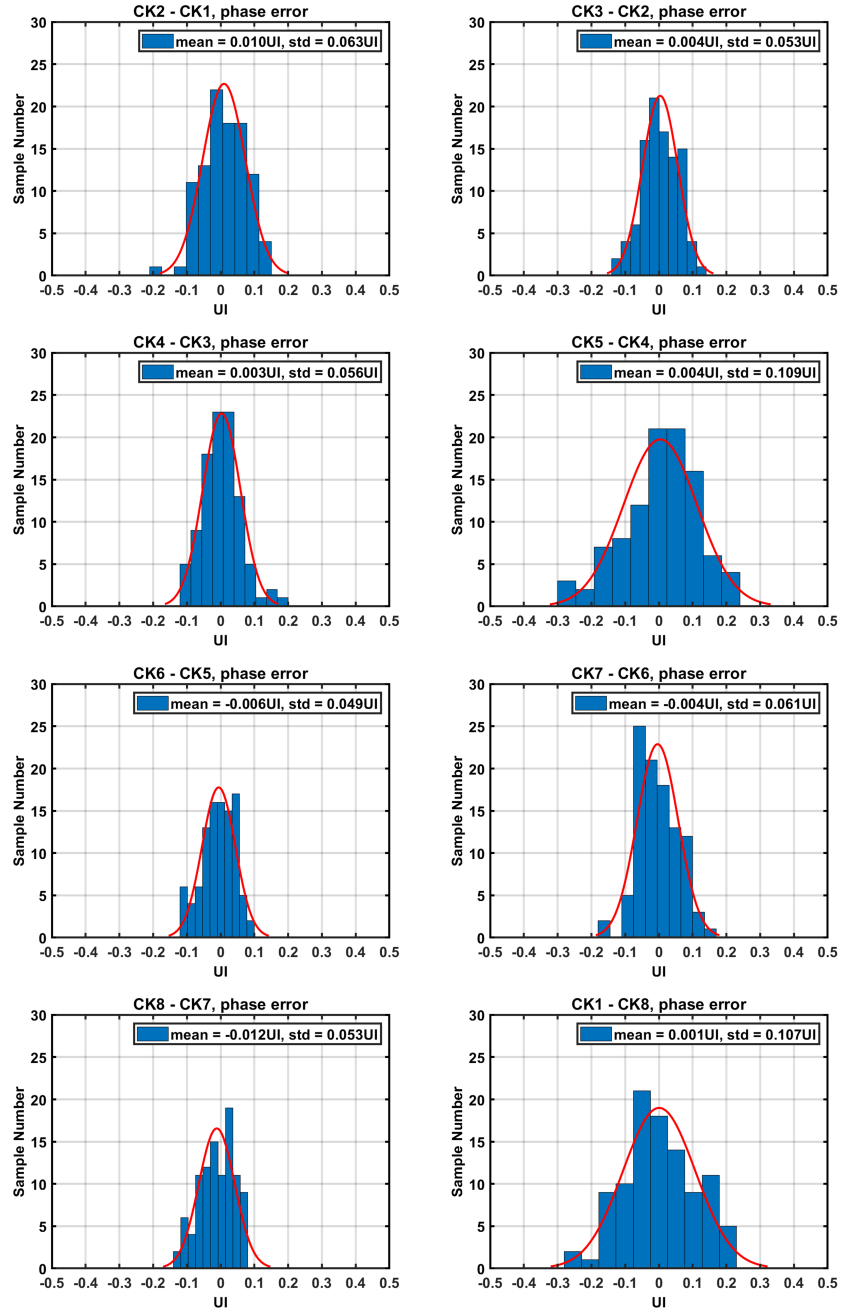 CK2 - CK1, phase error
mean = 0.010UI, std = 0.063UI
30
25
20
15
10
5
0
Sample Number
-0.5 -0.4 -0.3 -0.2 -0.1 0 0.1 0.2 0.3 0.4 0.5
UI
CK3 - CK2, phase error
mean = 0.004UI, std = 0.053UI
30
25
20
15
10
5
0
Sample Number
-0.5 -0.4 -0.3 -0.2 -0.1 0 0.1 0.2 0.3 0.4 0.5
UI
CK4 - CK3, phase error
mean = 0.003UI, std = 0.056UI
30
25
20
15
10
5
0
Sample Number
-0.5 -0.4 -0.3 -0.2 -0.1 0 0.1 0.2 0.3 0.4 0.5
UI
CK5 - CK4, phase error
mean = 0.004UI, std = 0.109UI
30
25
20
15
10
5
0
Sample Number
-0.5 -0.4 -0.3 -0.2 -0.1 0 0.1 0.2 0.3 0.4 0.5
UI
CK6 - CK5, phase error
mean = -0.006UI, std = 0.049UI
30
25
20
15
10
5
0
Sample Number
-0.5 -0.4 -0.3 -0.2 -0.1 0 0.1 0.2 0.3 0.4 0.5
UI
CK7 - CK6, phase error
mean = -0.004UI, std = 0.061UI
30
25
20
15
10
5
0
Sample Number
-0.5 -0.4 -0.3 -0.2 -0.1 0 0.1 0.2 0.3 0.4 0.5
UI
CK8 - CK7, phase error
mean = -0.012UI, std = 0.053UI
30
25
20
15
10
5
0
Sample Number
-0.5 -0.4 -0.3 -0.2 -0.1 0 0.1 0.2 0.3 0.4 0.5
UI
CK1 - CK8, phase error
mean = 0.001UI, std = 0.107UI
30
25
20
15
10
5
0
Sample Number
-0.5 -0.4 -0.3 -0.2 -0.1 0 0.1 0.2 0.3 0.4 0.5
UI